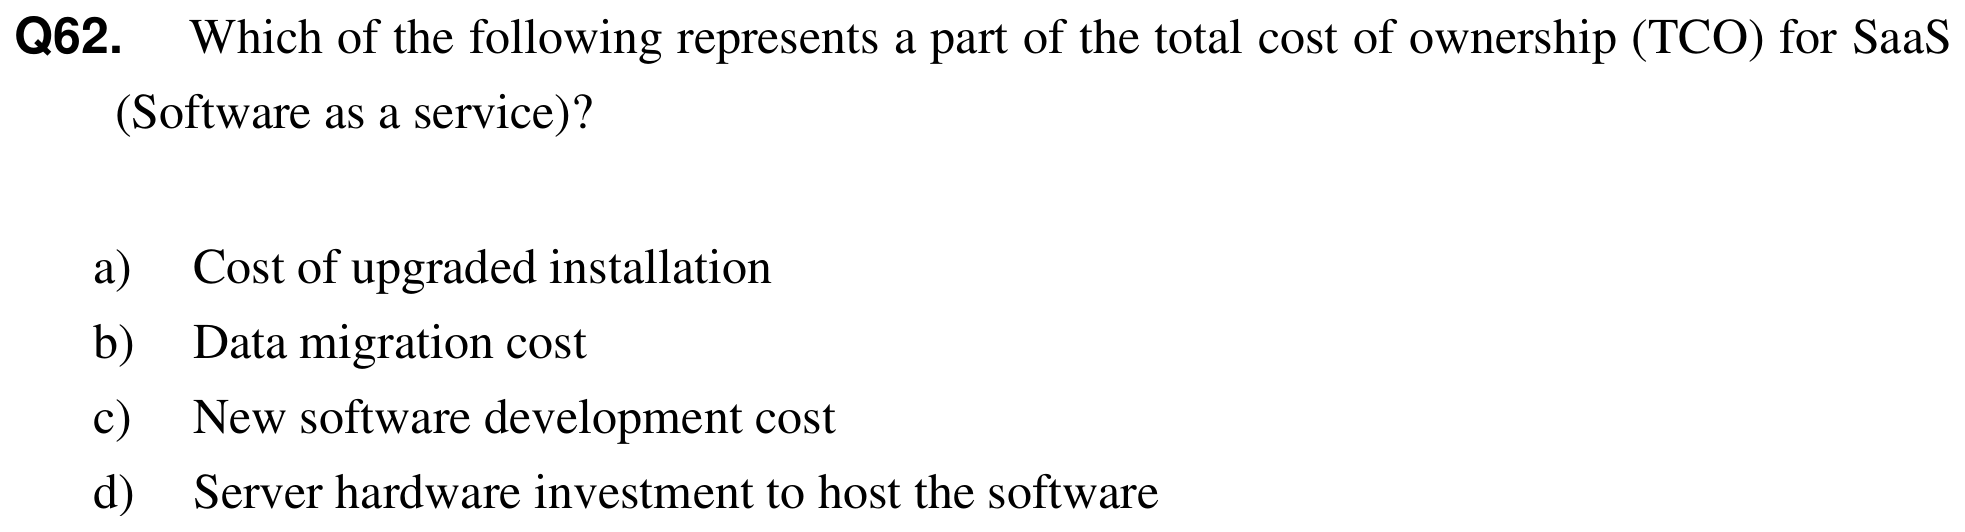 Q62. Which of the following represents a part of the total cost of ownership (TCO) for SaaS
(Software as a service)?
a) Cost of upgraded installation
b) Data migration cost
c) New software development cost
d) Server hardware investment to host the software